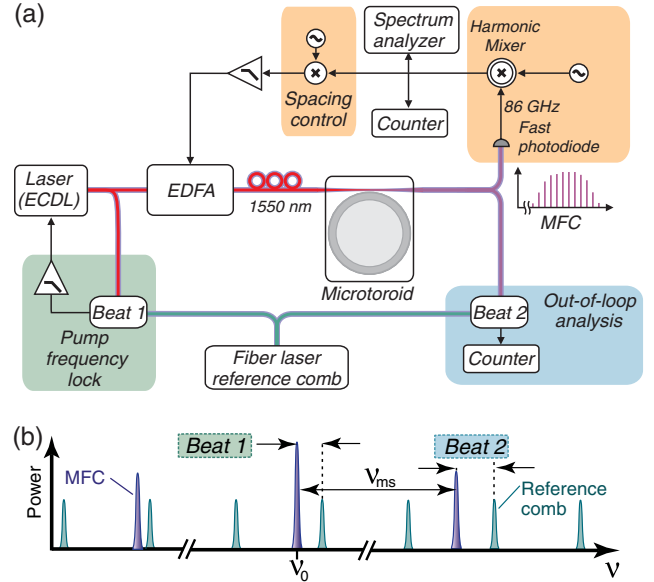 (a)
Spectrum
analyzer
Harmonic
Mixer
Spacing
control
Counter
86 GHz
Fast
photodiode
Laser
(ECDL)
EDFA
1550 nm
MFC
Microtoroid
Beat 1
Beat 2
Out-of-loop
analysis
Pump
frequency
lock
Fiber laser
reference comb
Counter
(b)
Beat 1
Beat 2
MFC
νms
Reference
comb
Power
ν0
ν